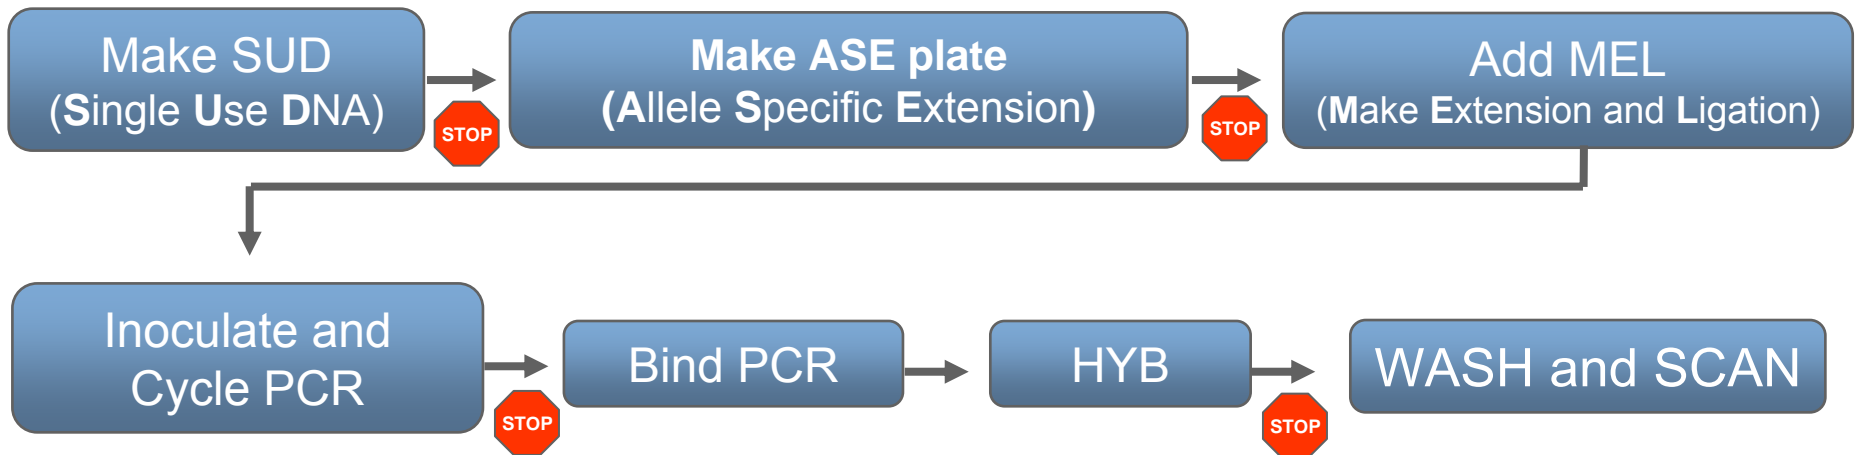 Make SUD
(Single Use DNA)
STOP
Make ASE plate
(Allele Specific Extension)
STOP
Add MEL
(Make Extension and Ligation)
Inoculate and
Cycle PCR
STOP
Bind PCR
HYB
STOP
WASH and SCAN